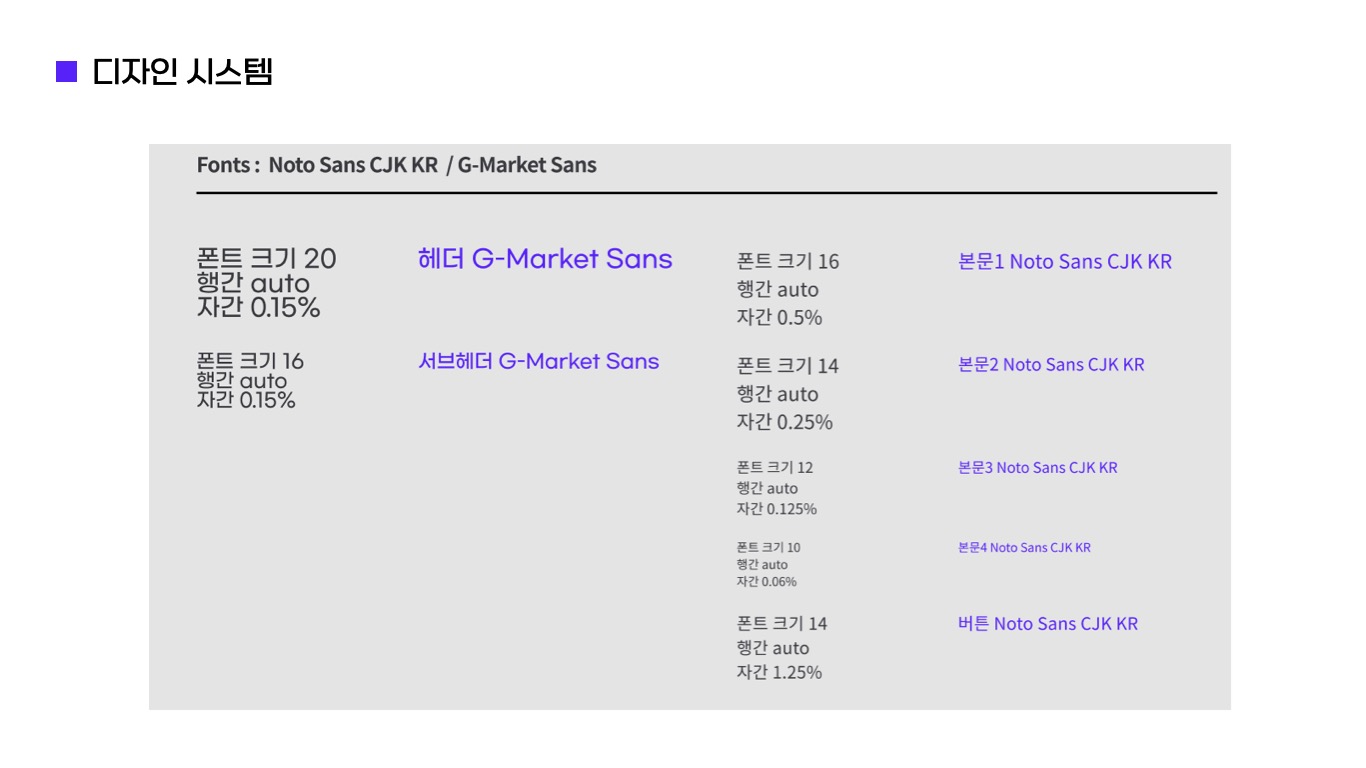 디자인 시스템
Fonts : Noto Sans CJK KR / G-Market Sans
폰트 크기 20
행간 auto
자간 0.15%
헤더 G-Market Sans
폰트 크기 16
행간 auto
자간 0.15%
서브헤더 G-Market Sans
폰트 크기 16
행간 auto
자간 0.5%
본문1 Noto Sans CJK KR
폰트 크기 14
행간 auto
자간 0.25%
본문2 Noto Sans CJK KR
폰트 크기 12
행간 auto
자간 0.125%
본문3 Noto Sans CJK KR
폰트 크기 10
행간 auto
자간 0.06%
본문4 Noto Sans CJK KR
폰트 크기 14
행간 auto
자간 1.25%
버튼 Noto Sans CJK KR